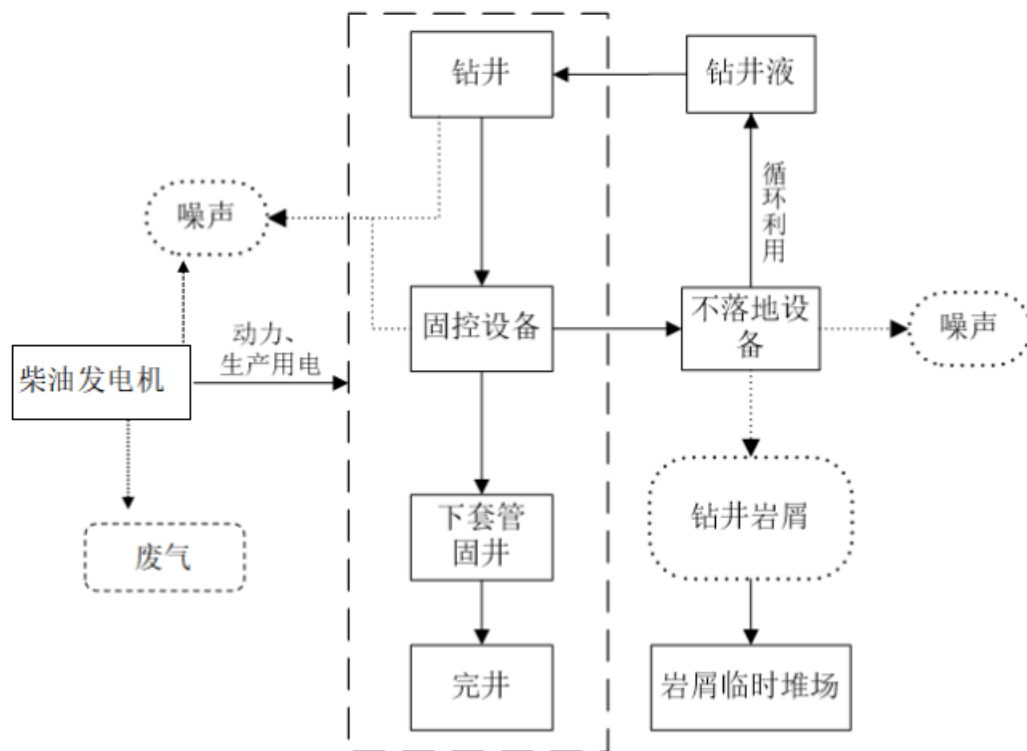 钻井
钻井液
循环利用
噪声
固控设备
不落地设
备
噪声
动力、
生产用电
柴油发电机
下套管
固井
钻井岩屑
废气
完井
岩屑临时堆场